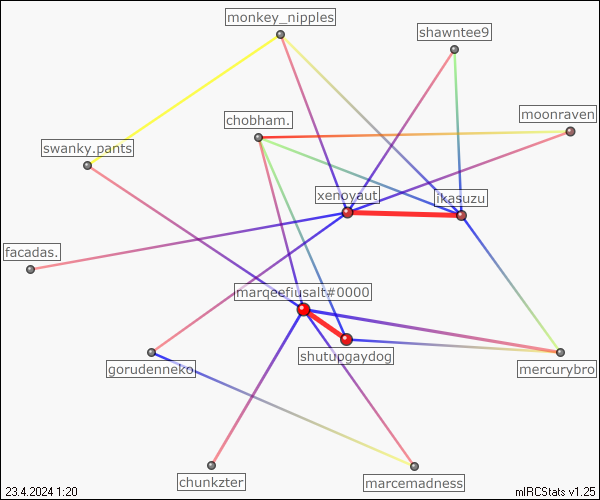 monkey_nipples
shawntee9
moonraven
chobham.
swanky.pants
xenoyaut
ikasuzu
facadas.
marqeefiusalt#0000
shutupgaydog
gorudenneko
mercurybro
chunkzter
marcemadness
23.4.2024 1:20
mIRCStats v1.25